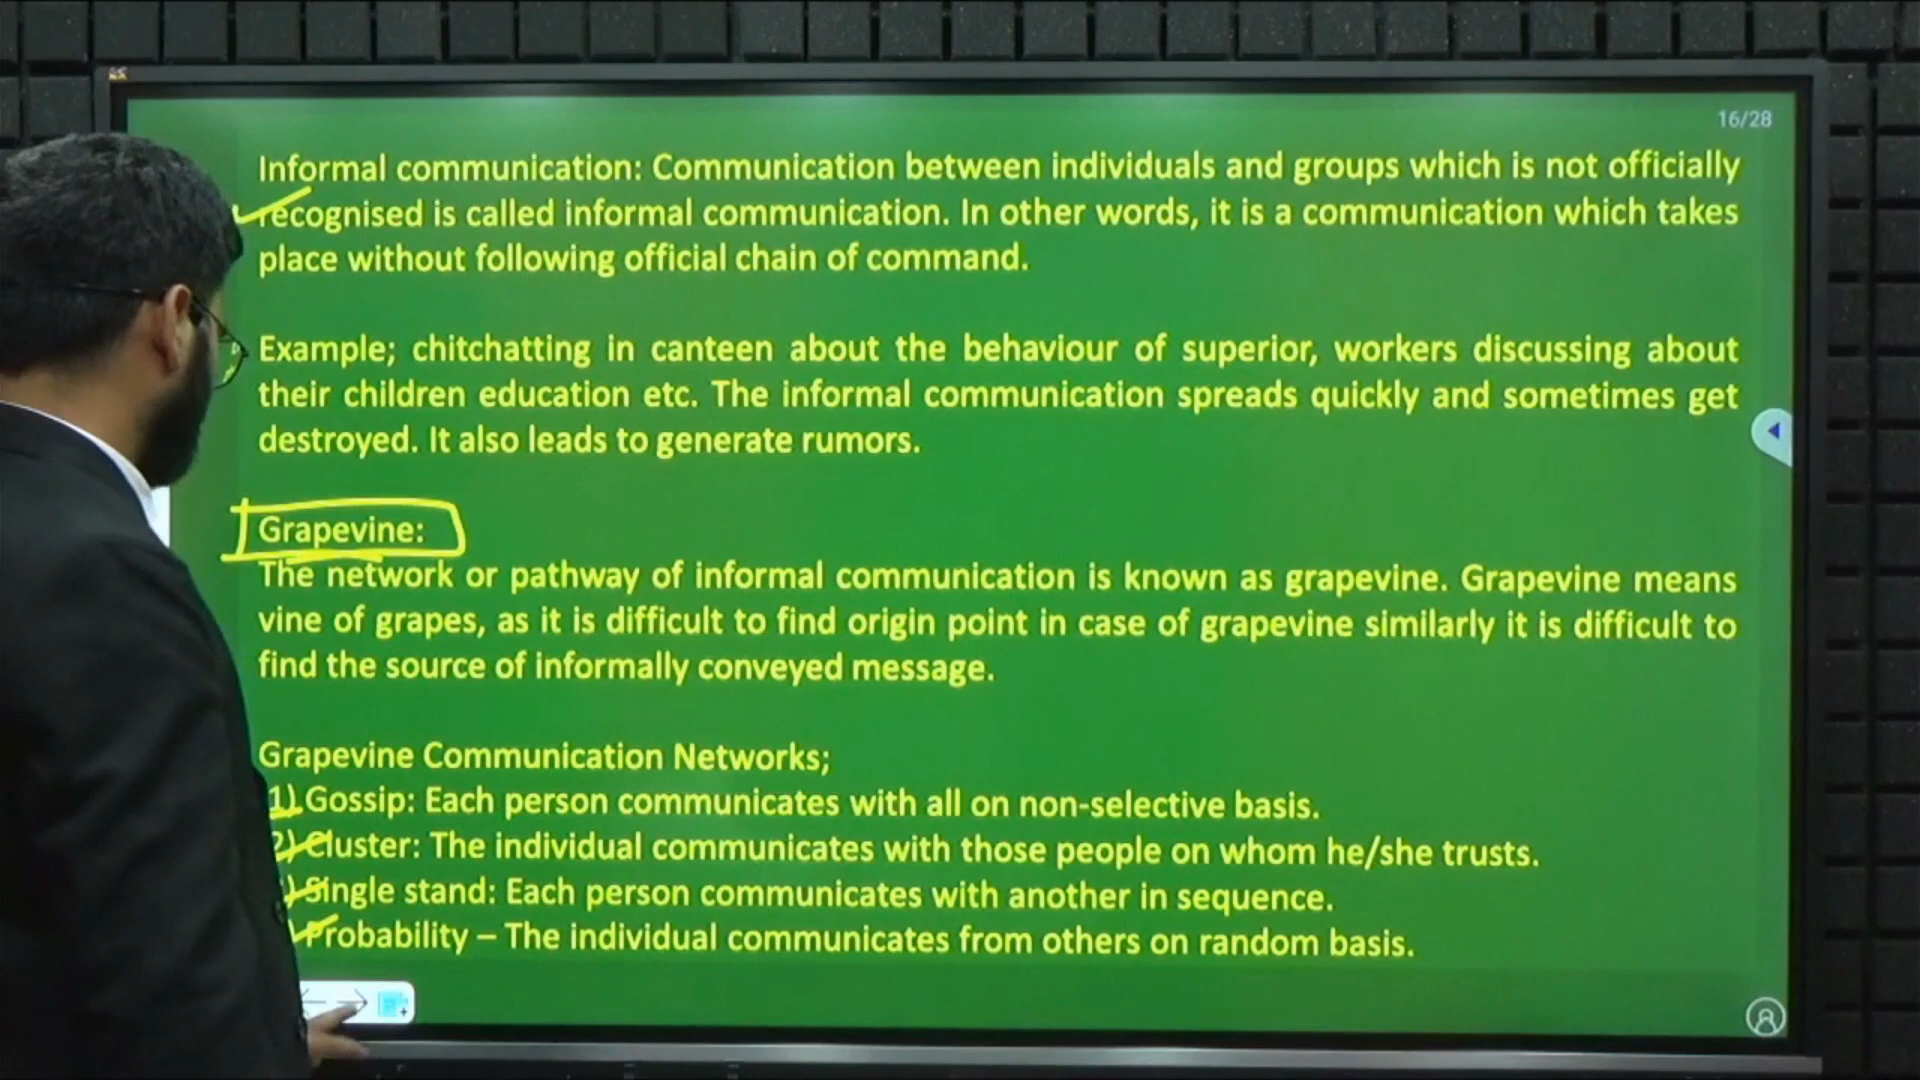 16/28
Informal communication: Communication between individuals and groups which is not officially
recognised is called informal communication. In other words, it is a communication which takes
place without following official chain of command.
Example; chitchatting in canteen about the behaviour of superior, workers discussing about
their children education etc. The informal communication spreads quickly and sometimes get
destroyed. It also leads to generate rumors.
Grapevine:
The network or pathway of informal communication is known as grapevine. Grapevine means
vine of grapes, as it is difficult to find origin point in case of grapevine similarly it is difficult to
find the source of informally conveyed message.
Grapevine Communication Networks;
1) Gossip: Each person communicates with all on non-selective basis.
2) Cluster: The individual communicates with those people on whom he/she trusts.
) Single stand: Each person communicates with another in sequence.
Probability – The individual communicates from others on random basis.